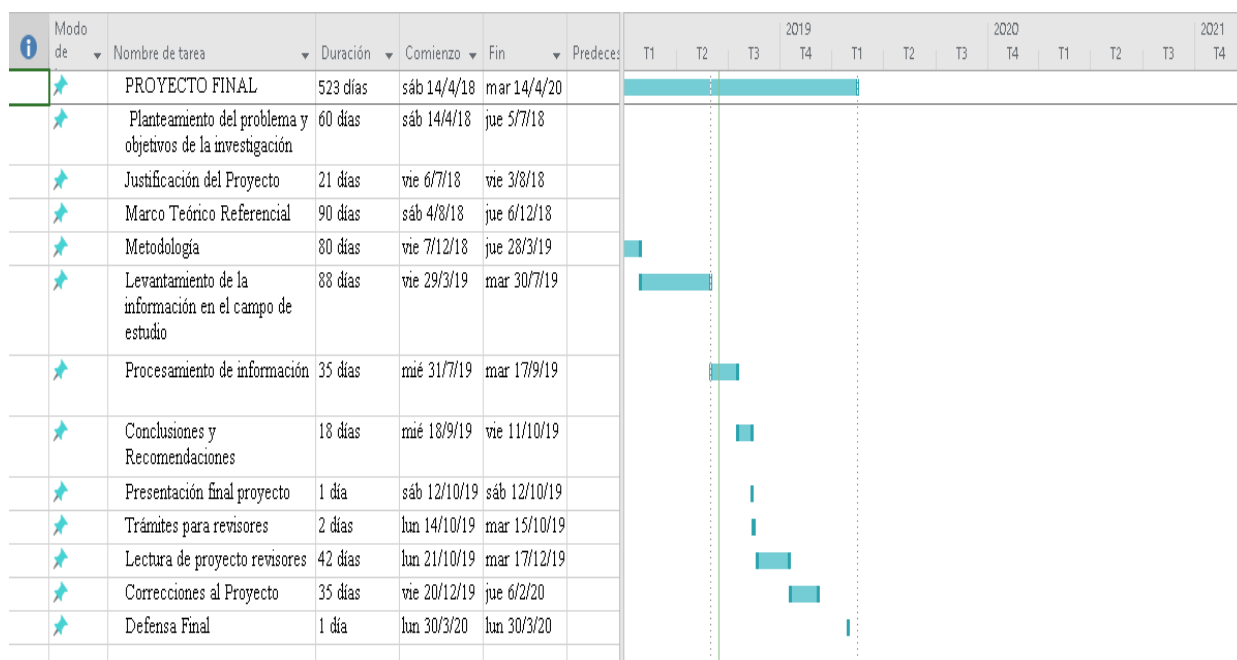 Modo
de
Nombre de tarea
Duración
Comienzo
Fin
Predeces
2019
2020
2021
T1 T2 T3 T4 T1 T2 T3 T4 T1 T2 T3 T4
PROYECTO FINAL 523 días sáb 14/4/18 mar 14/4/20
Planteamiento del problema y 60 días sáb 14/4/18 jue 5/7/18
objetivos de la investigación
Justificación del Proyecto 21 días vie 6/7/18 vie 3/8/18
Marco Teórico Referencial 90 días sáb 4/8/18 jue 6/12/18
Metodología 80 días vie 7/12/18 jue 28/3/19
Levantamiento de la 88 días vie 29/3/19 mar 30/7/19
información en el campo de
estudio
Procesamiento de información 35 días mié 31/7/19 mar 17/9/19
Conclusiones y 18 días mié 18/9/19 vie 11/10/19
Recomendaciones
Presentación final proyecto 1 día sáb 12/10/19 sáb 12/10/19
Trámites para revisores 2 días lun 14/10/19 mar 15/10/19
Lectura de proyecto revisores 42 días lun 21/10/19 mar 17/12/19
Correcciones al Proyecto 35 días vie 20/12/19 jue 6/2/20
Defensa Final 1 día lun 30/3/20 lun 30/3/20